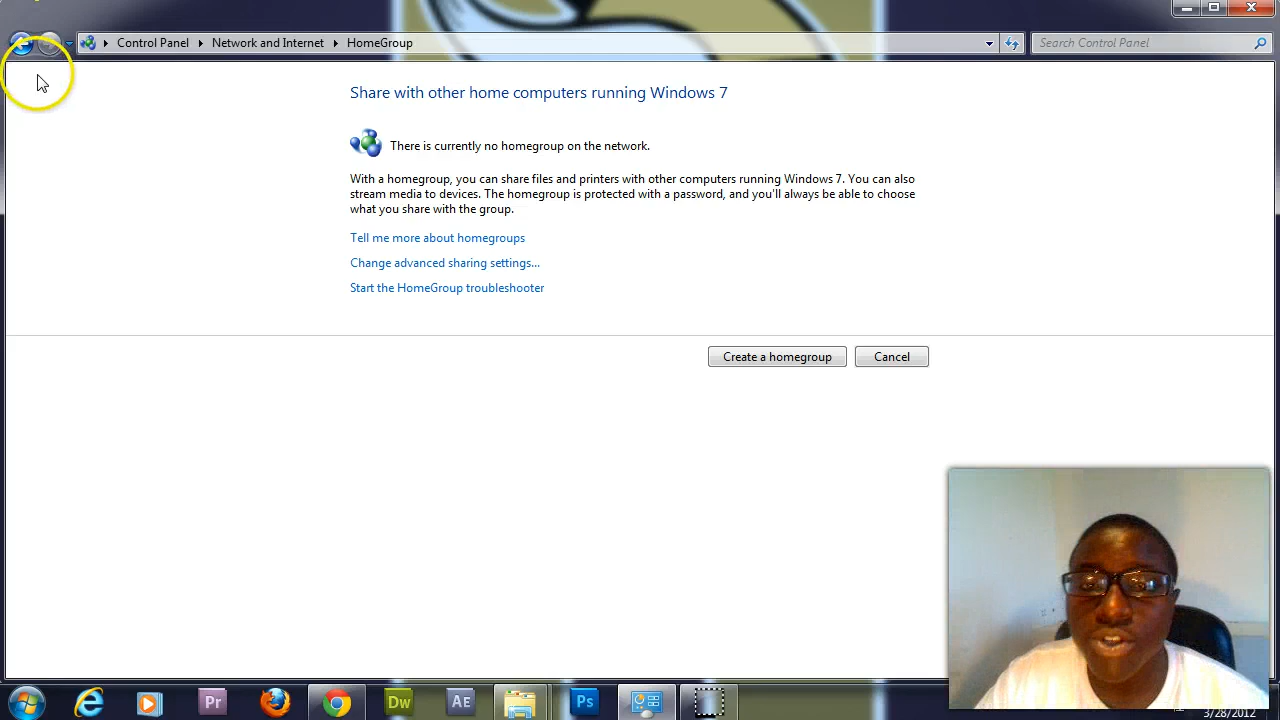 Control Panel Network and Internet HomeGroup
Search Control Panel
Share with other home computers running Windows 7
There is currently no homegroup on the network.
With a homegroup, you can share files and printers with other computers running Windows 7. You can also
stream media to devices. The homegroup is protected with a password, and you'll always be able to choose
what you share with the group.
Tell me more about homegroups
Change advanced sharing settings...
Start the HomeGroup troubleshooter
Create a homegroup Cancel
Pr Dw AE Ps
3/28/2012